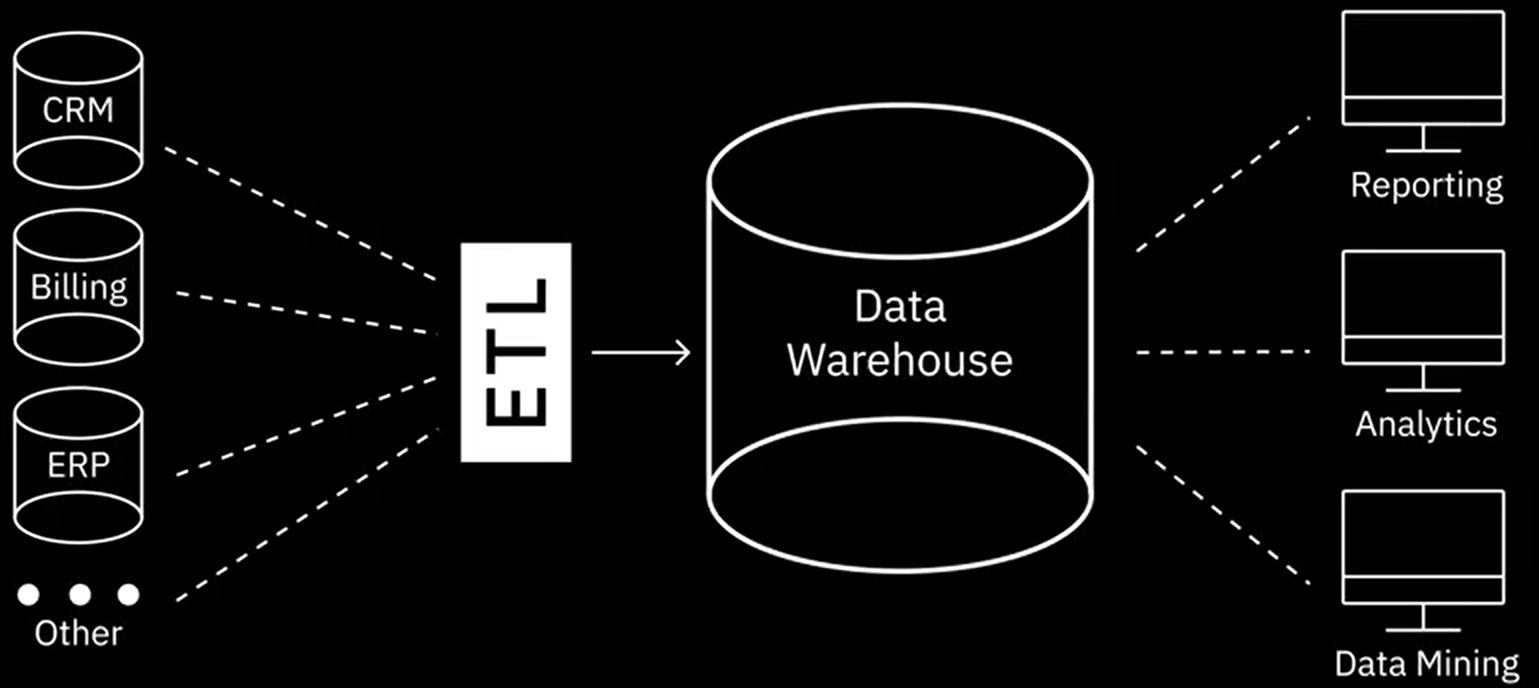 CRM
Billing
ERP
Other
ETL
Data
Warehouse
Reporting
Analytics
Data Mining